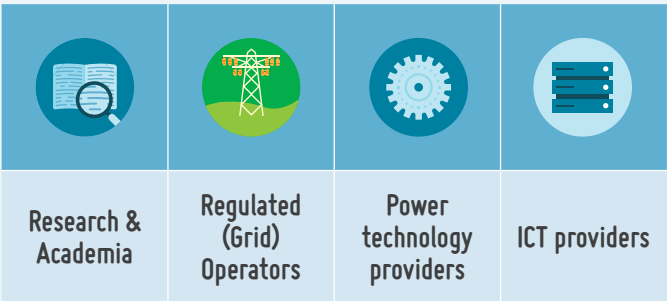 Research &
Academia
Regulated
(Grid)
Operators
Power
technology
providers
ICT providers